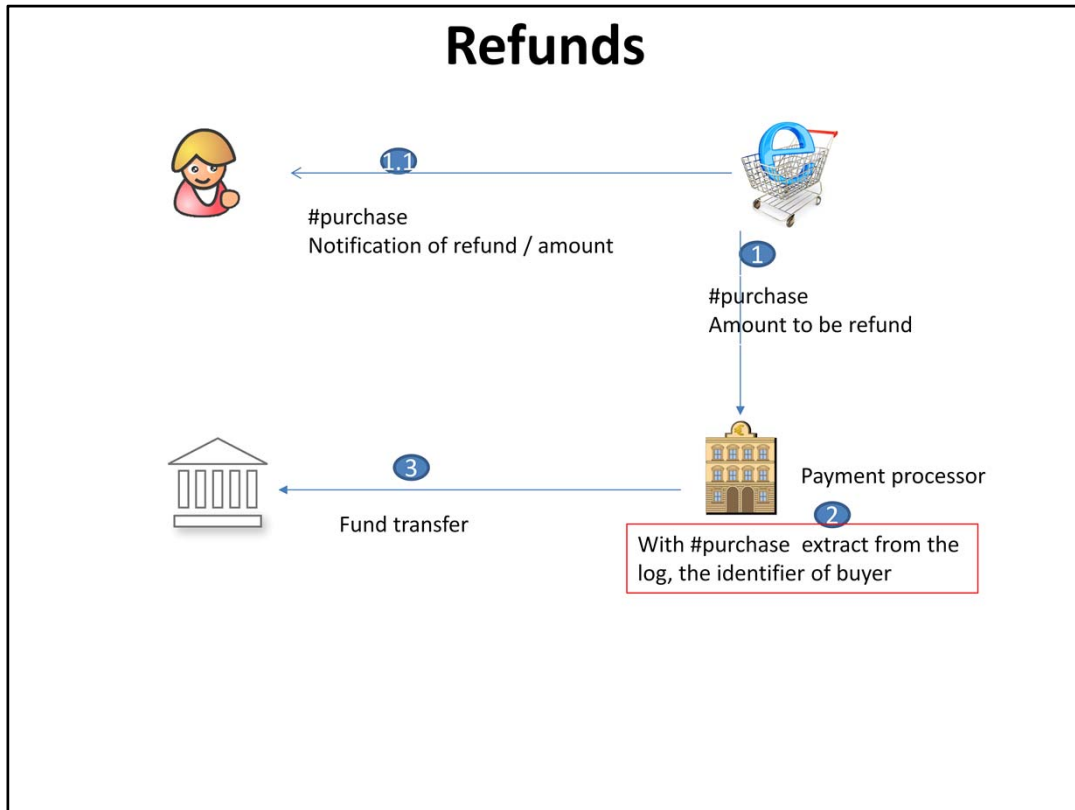 Refunds
1.1
#purchase
Notification of refund / amount
1
#purchase
Amount to be refund
3
Fund transfer
Payment processor
2
With #purchase extract from the
log, the identifier of buyer